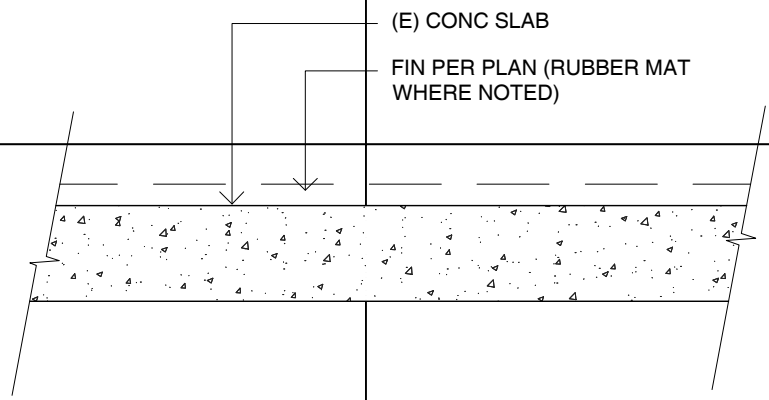 (E) CONC SLAB
FIN PER PLAN (RUBBER MAT
WHERE NOTED)